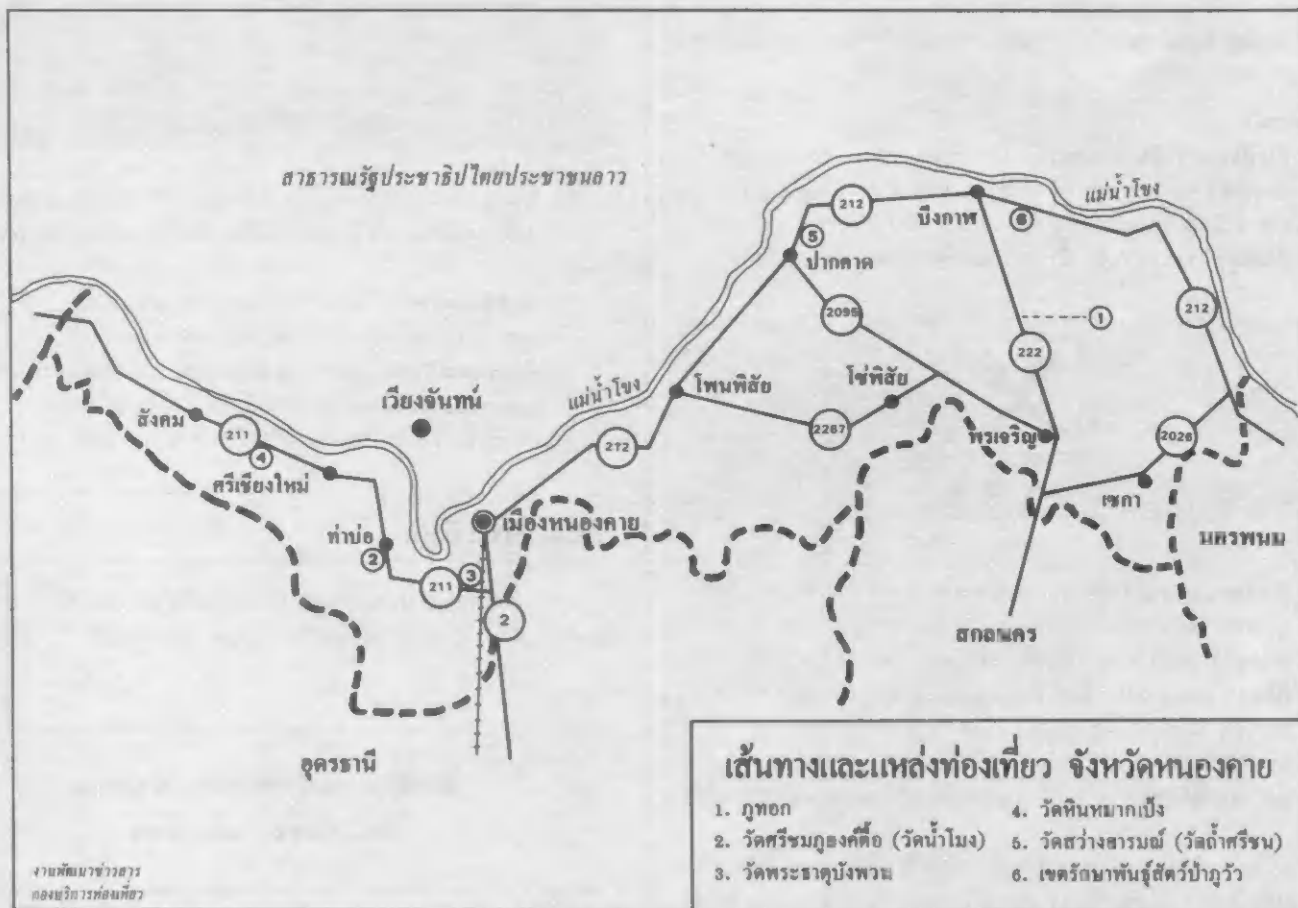 สาธารณรัฐประชาธิปไตยประชาชนลาว
แม่น้ำโขง
212
บึงกาฬ
6
5
ปากคาด
2095
1
212
222
เวียงจันทน์
แม่น้ำโขง
โพนพิสัย
โซ่พิสัย
สังคม
211
4
ศรีเชียงใหม่
272
2267
พรเจริญ
2026
เซกา
เมืองหนองคาย
ท่าบ่อ
2
3
211
2
นครพนม
สกลนคร
อุดรธานี
เส้นทางและแหล่งท่องเที่ยว จังหวัดหนองคาย
1. ภูทอก
2. วัดศรีชมภูองค์ตื้อ (วัดน้ำโมง)
3. วัดพระธาตุบังพวน
4. วัดหินหมากเป้ง
5. วัดสว่างอารมณ์ (วัดถ้ำศรีธน)
6. เขตรักษาพันธุ์สัตว์ป่าภูวัว
งานพัฒนาข่าวสาร
กองบริการท่องเที่ยว